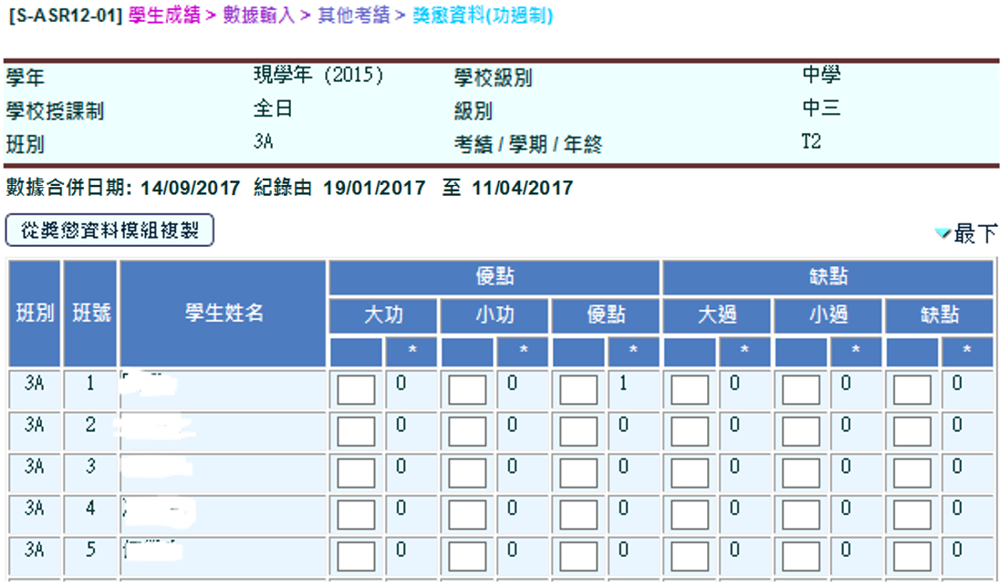 [S-ASR12-01] 學生成績 > 數據輸入 > 其他考績 > 獎懲資料(功過制)
學年 現學年 (2015) 學校級別 中學
學校授課制 全日 級別 中三
班別 3A 考績 / 學期 / 年終 T2
數據合併日期: 14/09/2017 紀錄由 19/01/2017 至 11/04/2017
從獎懲資料模組複製 最下
優點 缺點
班別 班號 學生姓名 大功 小功 優點 大過 小過 缺點
* * * * * *
3A 1 0 0 1 0 0 0
3A 2 0 0 0 0 0 0
3A 3 0 0 0 0 0 0
3A 4 0 0 0 0 0 0
3A 5 0 0 0 0 0 0